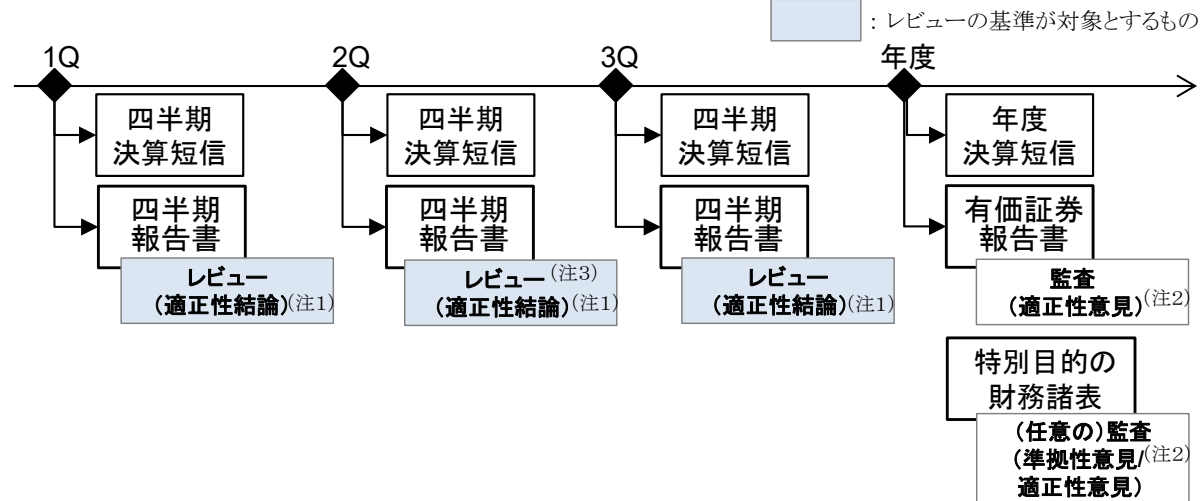 ：レビューの基準が対象とするもの
1Q
2Q
3Q
年度
四半期
決算短信
四半期
決算短信
四半期
決算短信
年度
決算短信
四半期
報告書
四半期
報告書
四半期
報告書
有価証券
報告書
レビュー
（適正性結論）(注1)
レビュー(注3)
（適正性結論）(注1)
レビュー
（適正性結論）(注1)
監査
（適正性意見）(注2)
特別目的の
財務諸表
（任意の）監査
（準拠性意見/(注2)
適正性意見）